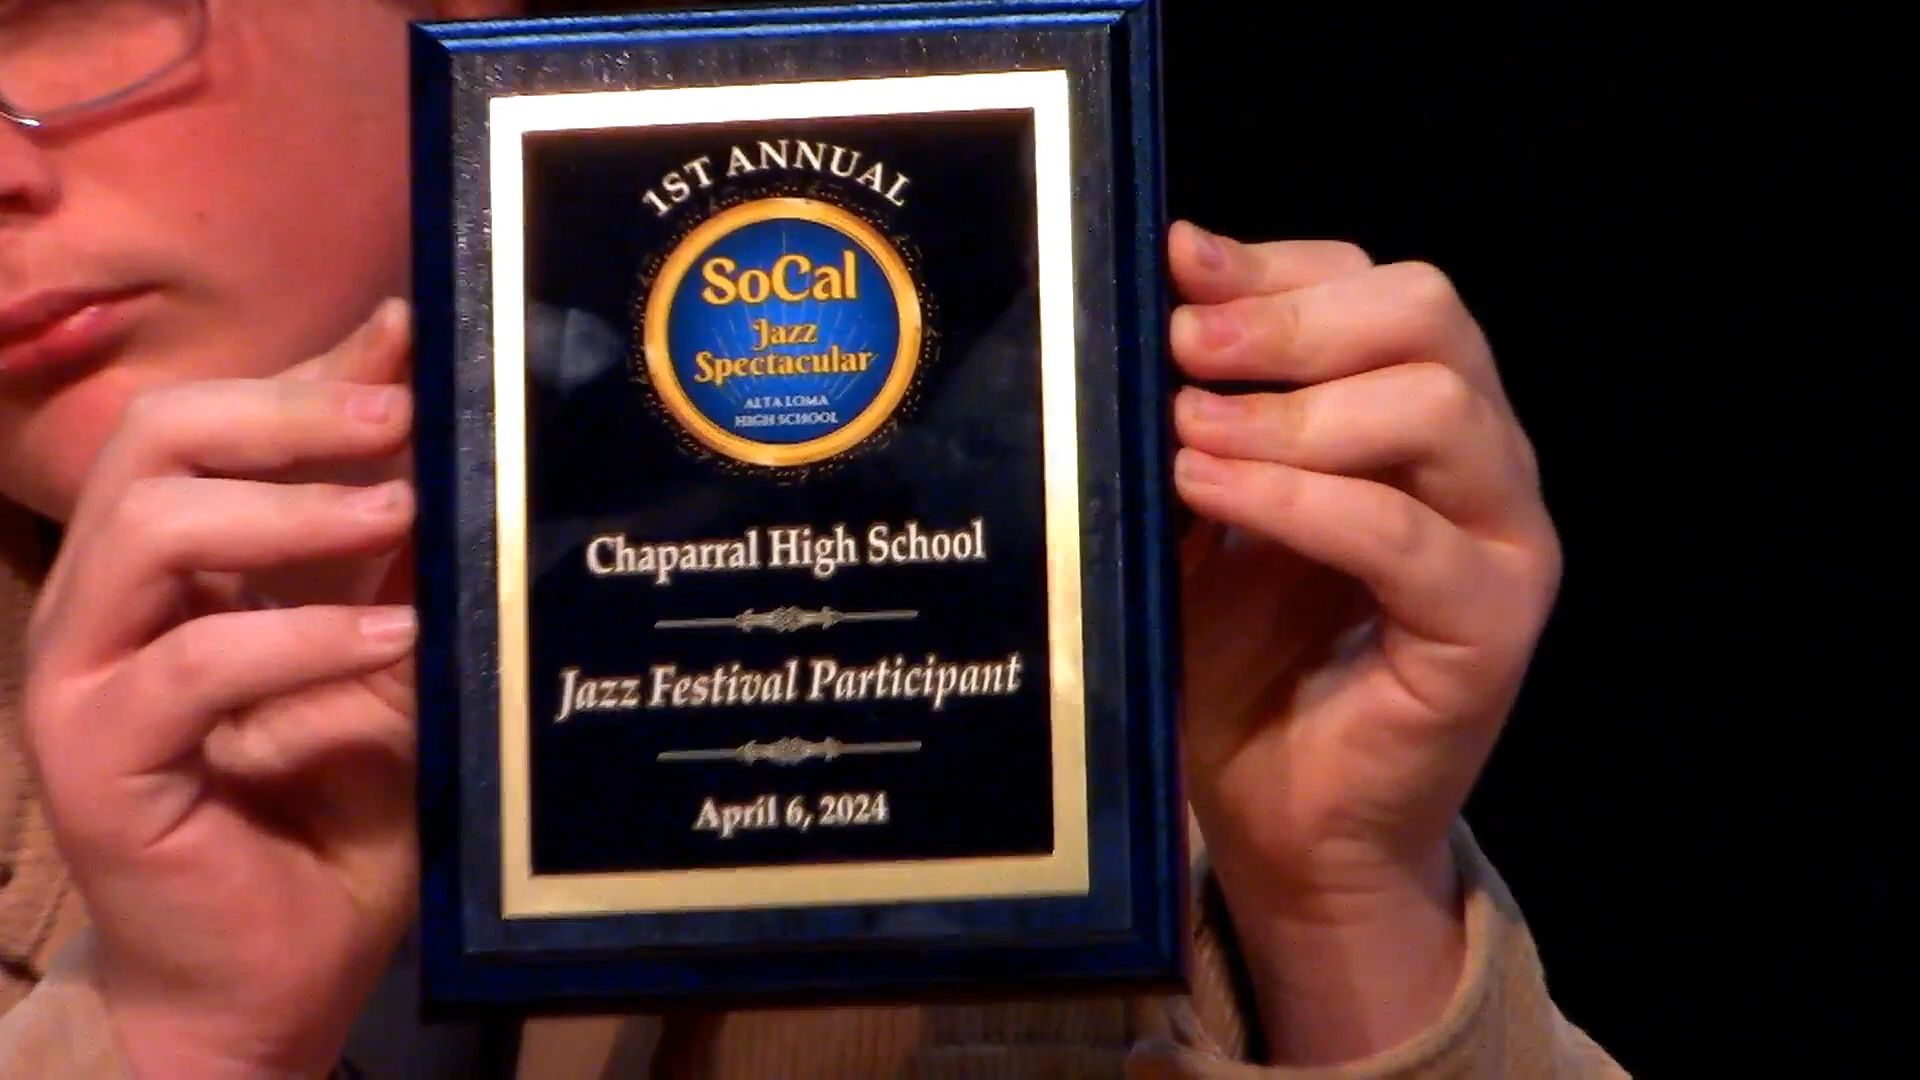 1ST ANNUAL
SoCal
Jazz
Spectacular
ALTA LOMA
HIGH SCHOOL
Chaparral High School
Jazz Festival Participant
April 6, 2024